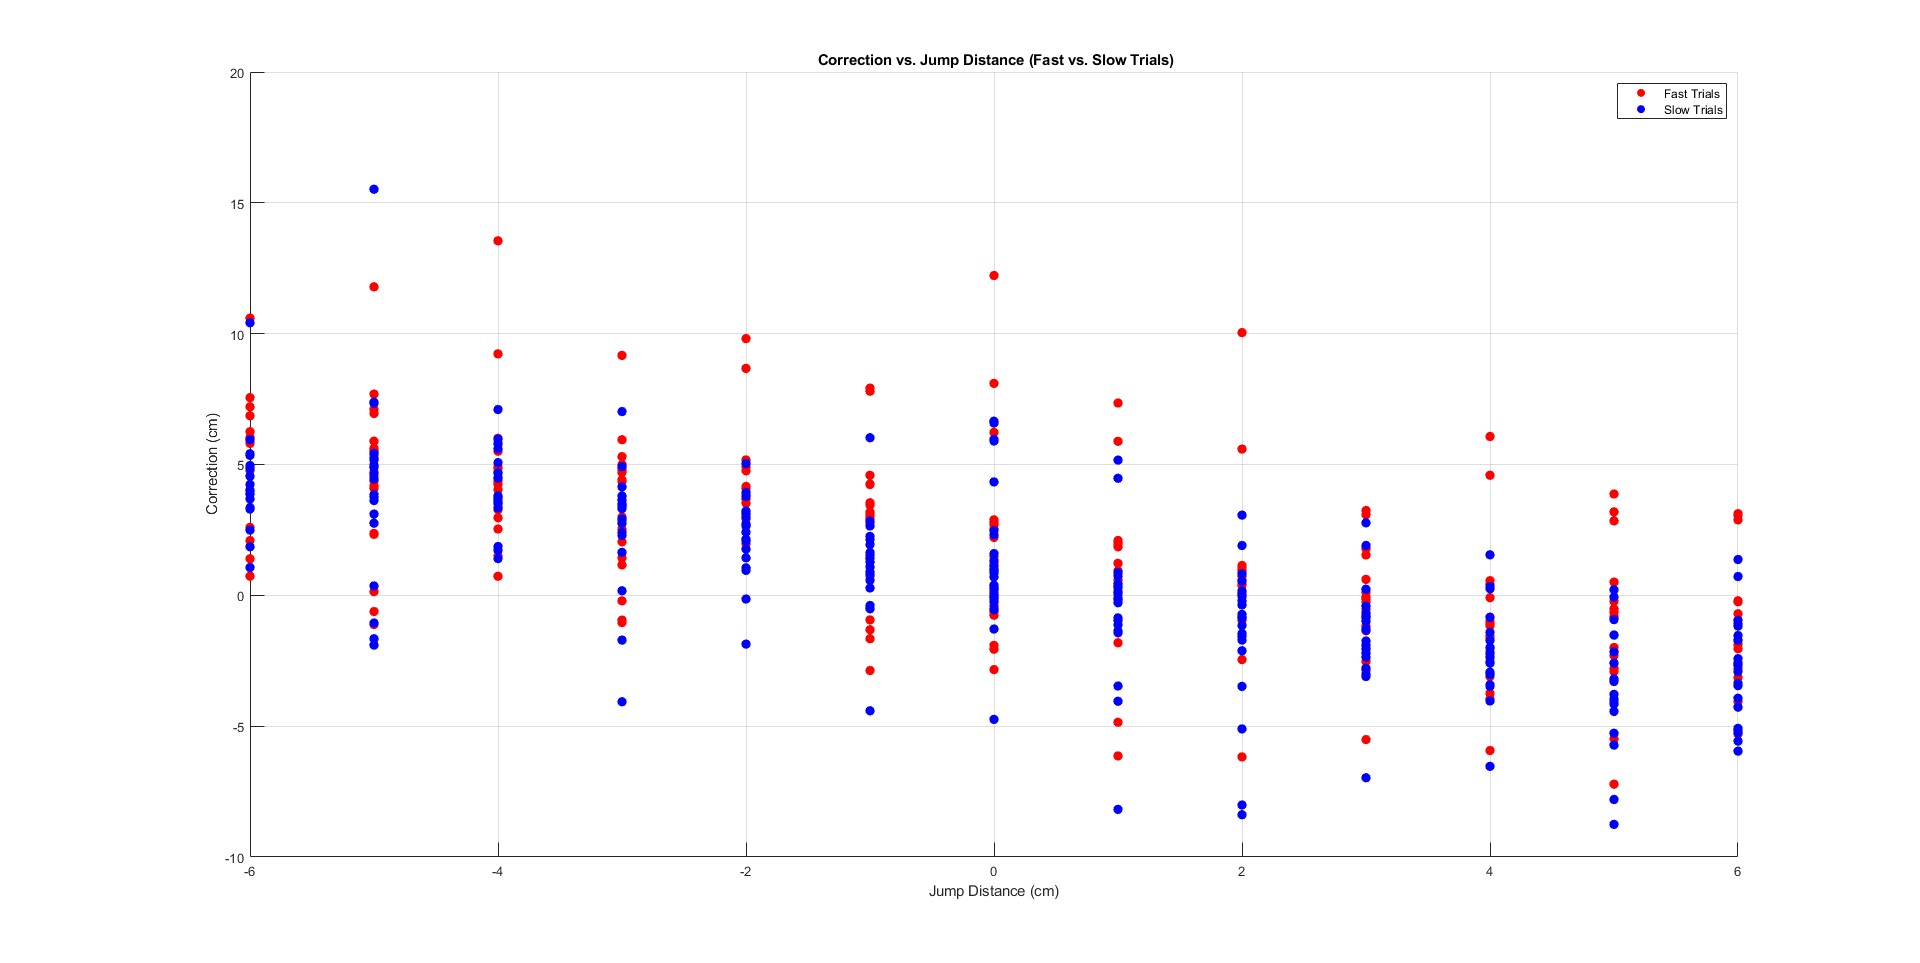 Correction vs. Jump Distance (Fast vs. Slow Trials)
Fast Trials
Slow Trials
Correction (cm)
20
15
10
5
0
-5
-10
-6
-4
-2
0
2
4
6
Jump Distance (cm)